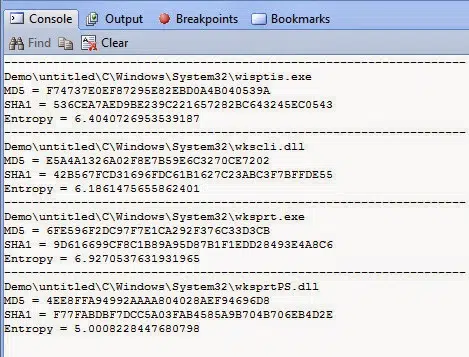 Console Output Breakpoints Bookmarks
Find Clear
Demo\untitled\C\Windows\System32\wisptis.exe
MD5 = F74737E0EF87295E82EBD0A4B040539A
SHA1 = 536CEA7AED9BE239C221657282BC643245EC0543
Entropy = 6.4040726953539187
Demo\untitled\C\Windows\System32\wkscli.dll
MD5 = E5A4A1326A02F8E7B59E6C3270CE7202
SHA1 = 42B567FCD31696FDC61B1627C23ABC3F7BFFDE55
Entropy = 6.1861475655862401
Demo\untitled\C\Windows\System32\wksprt.exe
MD5 = 6FE596F2DC97F7E1CA292F376C33D3CB
SHA1 = 9D616699CF8C1B89A95D87B1F1EDD28493E4A8C6
Entropy = 6.9270537631931965
Demo\untitled\C\Windows\System32\wksprtPS.dll
MD5 = 4EE8FFA94992AAAA804028AEF94696D8
SHA1 = F77FABDBF7DCC5A03FAB4585A9B704B706EB4D2E
Entropy = 5.0008228447680798